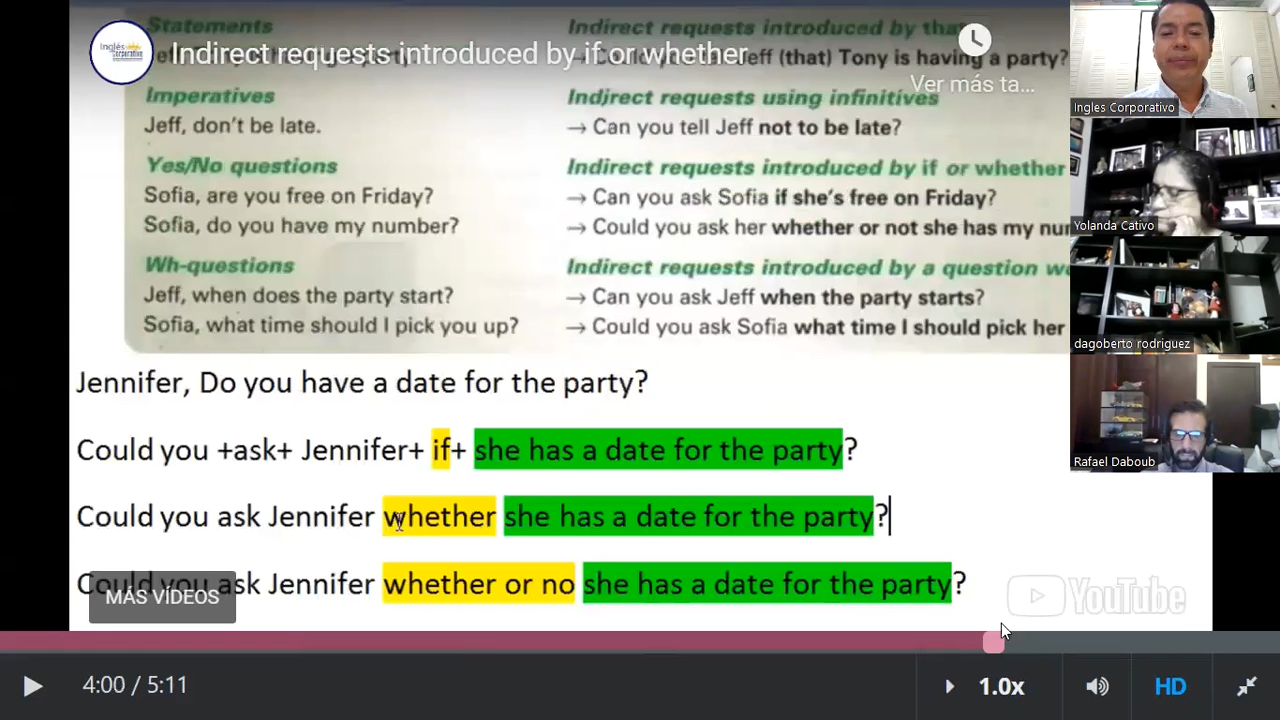 Statements
Indirect requests introduced by tha
Indirect requests introduced by if or whether
Jeff (that) Tony is having a party?
Ver más ta...
Imperatives
Indirect requests using infinitives
Jeff, don't be late.
→ Can you tell Jeff not to be late?
Yes/No questions
Indirect requests introduced by if or whether
Sofia, are you free on Friday?
→ Can you ask Sofia if she's free on Friday?
Sofia, do you have my number?
→ Could you ask her whether or not she has my nu
Wh-questions
Indirect requests introduced by a question w
Jeff, when does the party start?
→ Can you ask Jeff when the party starts?
Sofia, what time should I pick you up?
→ Could you ask Sofia what time I should pick her
Jennifer, Do you have a date for the party?
Could you +ask+ Jennifer+ if+ she has a date for the party?
Could you ask Jennifer whether she has a date for the party?
Could you ask Jennifer whether or no she has a date for the party?
MÁS VÍDEOS
YouTube
4:00 / 5:11
1.0x
HD
Ingles Corporativo
Yolanda Cativo
dagoberto rodriguez
Rafael Daboub